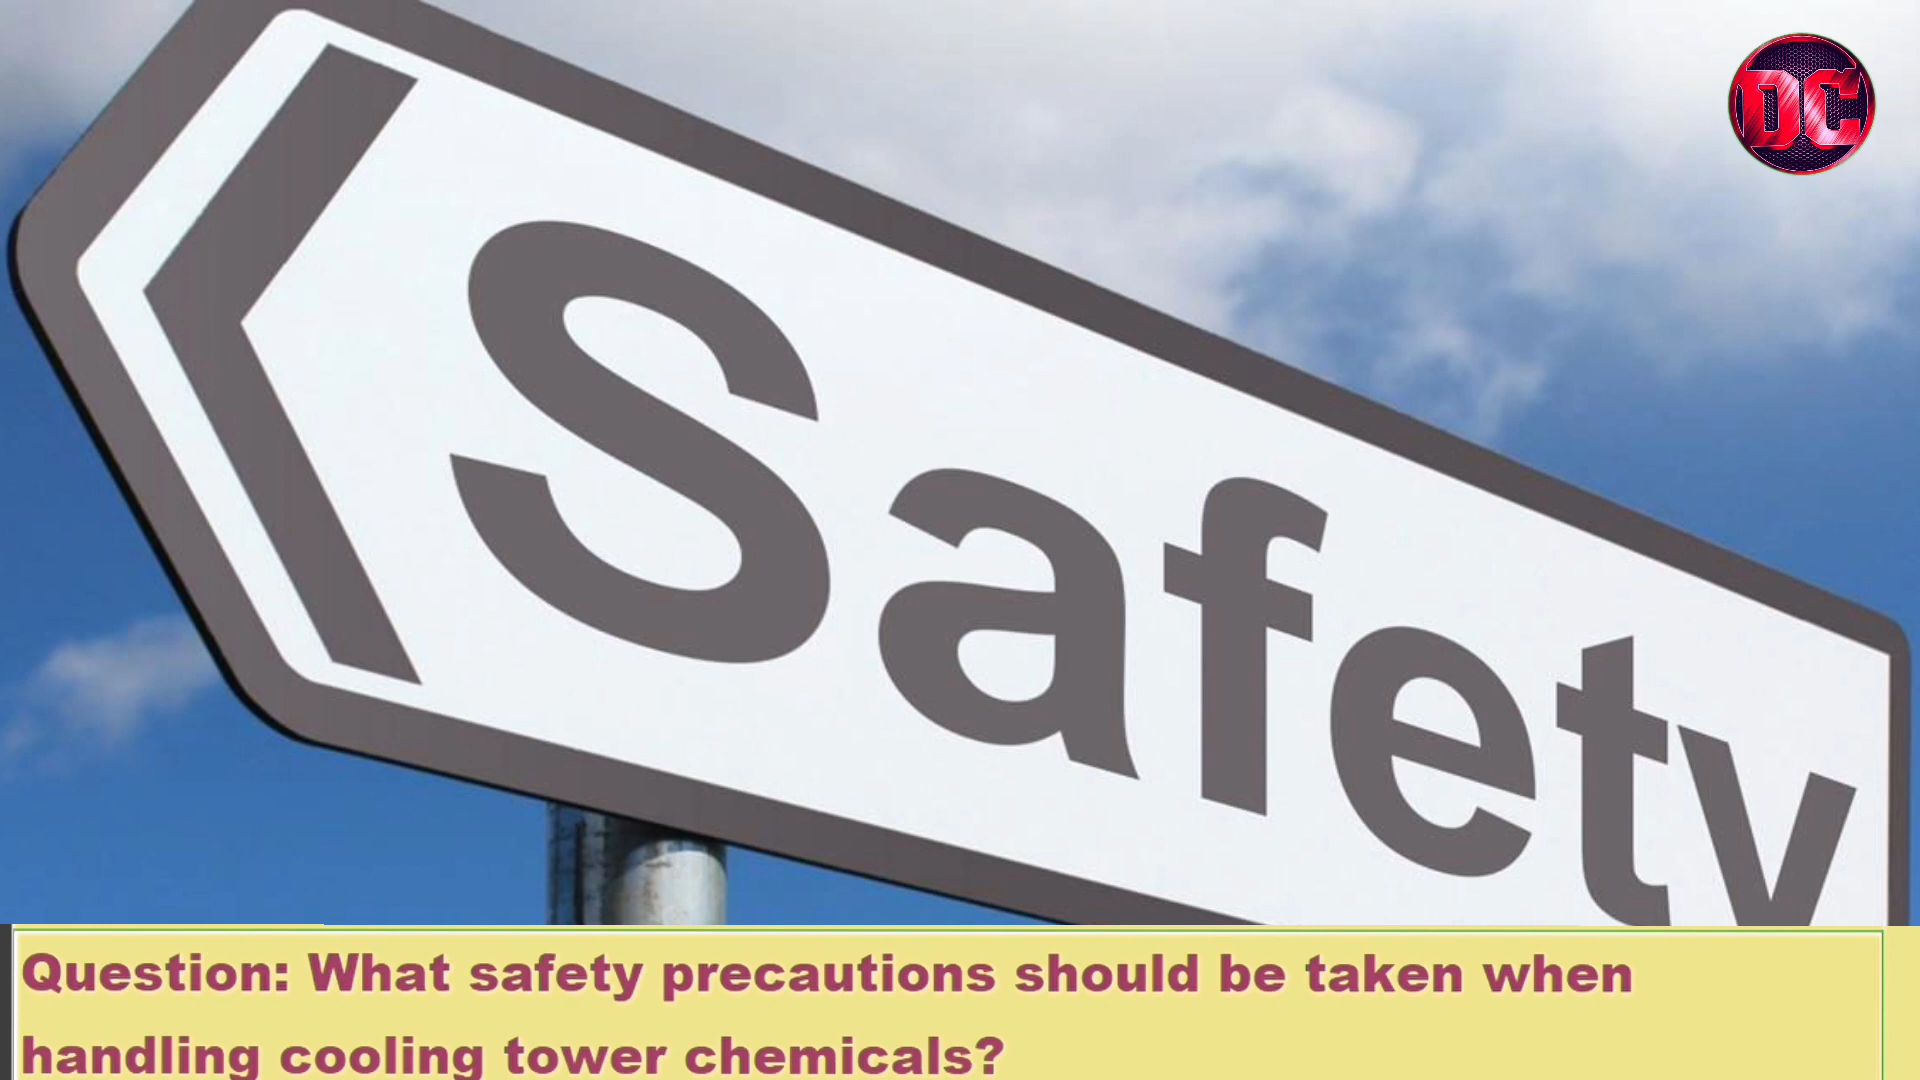 DC
Safety
Question: What safety precautions should be taken when
handling cooling tower chemicals?